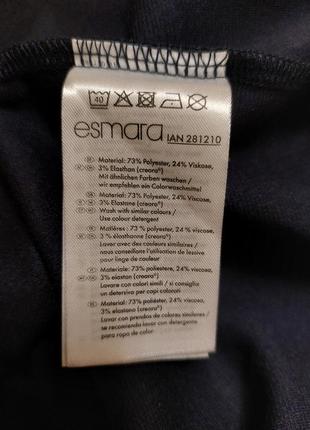 40
esmara IAN 281210
Material: 73% Polyester, 24% Viskose,
3% Elasthan (creora®)
Mit ähnlichen Farben waschen /
wir empfehlen ein Colorwaschmittel
Material: 73% Polyester, 24% Viscose,
3% Elastane (creora®)
Wash with similar colours /
Use colour detergent
Matières: 73 % polyester, 24 % viscose,
3 % élasthanne (creora®)
Laver avec des couleurs similaires /
nous conseillons l'utilisation de lessive
pour linge de couleur
Materiale: 73% poliestere, 24% viscosa,
3% elastan (creora®)
Lavare con colori simili / si consiglia
un detersivo per capi colorati
Material: 73% poliéster, 24% viscosa,
3% elastano (creora®)
Lavar con prendas de colores similares /
se recomienda lavar con detergente
para ropa de color